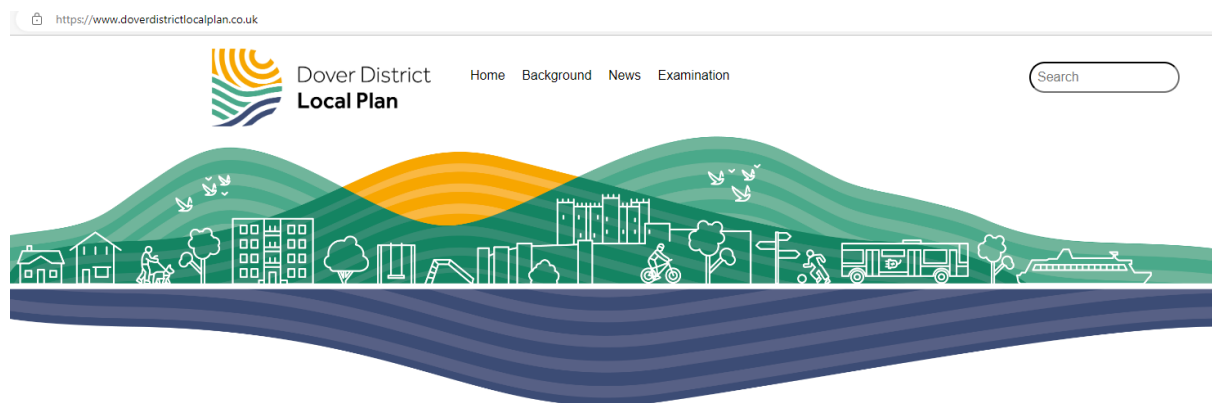 https://www.doverdistrictlocalplan.co.uk
Dover District
Local Plan
Home Background News Examination
Search